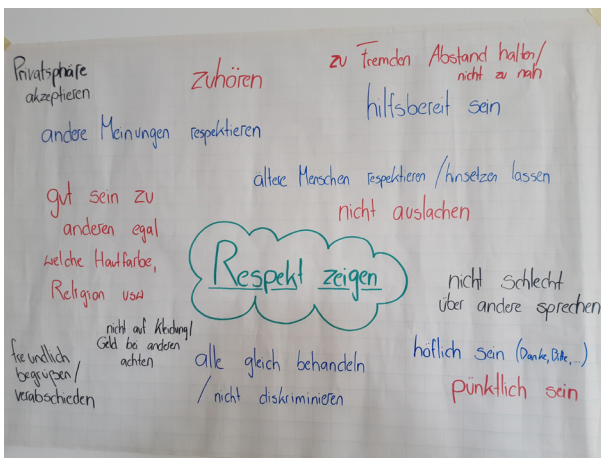 Privatsphäre
akzeptieren
zuhören
zu Fremden Abstand halten/
nicht zu nah
hilfsbereit sein
andere Meinungen respektieren
ältere Menschen respektieren / hinsetzen lassen
nicht auslachen
gut sein zu
anderen egal
welche Hautfarbe,
Religion usw
Respekt zeigen
nicht schlecht
über andere sprechen
nicht auf Kleidung/
Geld bei anderen
achten
freundlich
begrüßen/
verabschieden
alle gleich behandeln
/ nicht diskriminieren
höflich sein (Danke, Bitte, ...)
pünktlich sein